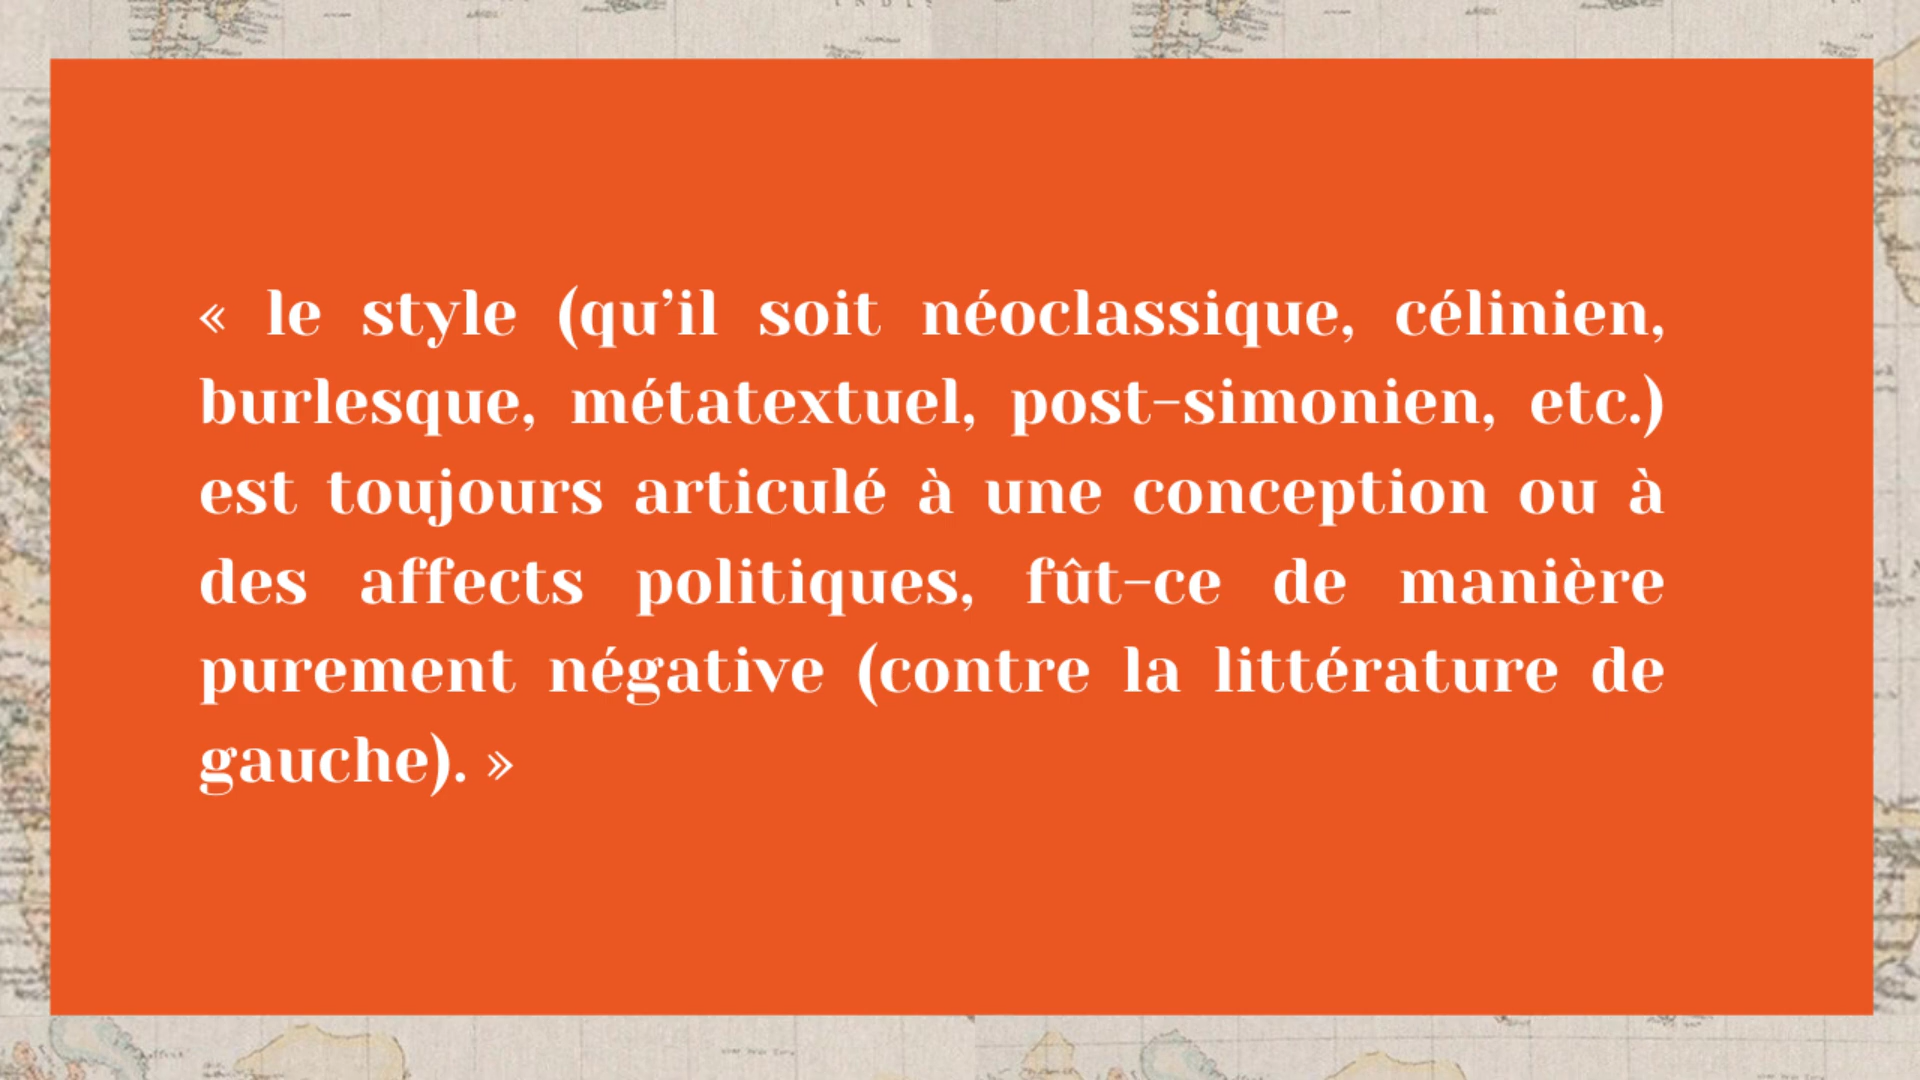 « le style (qu’il soit néoclassique, célinien,
burlesque, métatextuel, post-simonien, etc.)
est toujours articulé à une conception ou à
des affects politiques, fût-ce de manière
purement négative (contre la littérature de
gauche). »